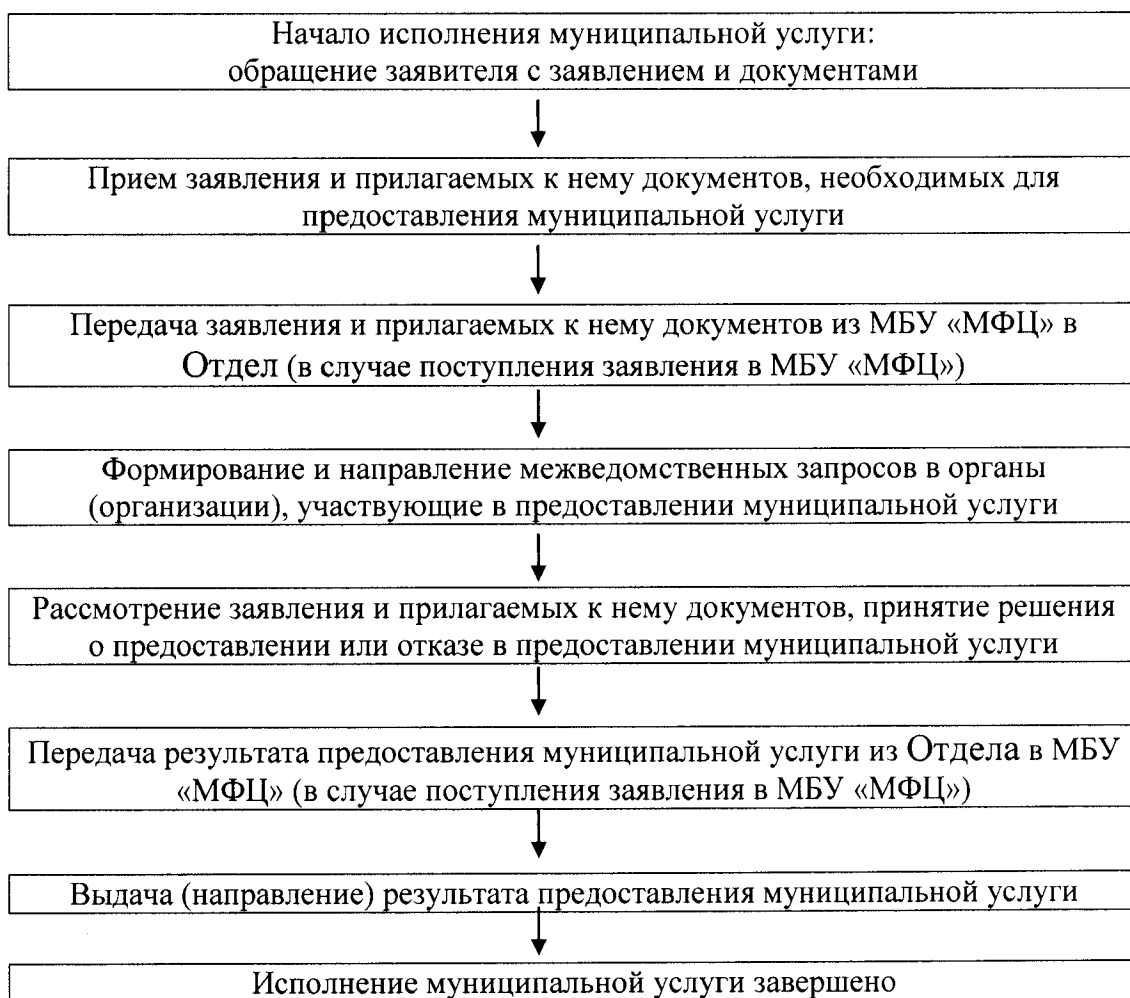 Начало исполнения муниципальной услуги:
обращение заявителя с заявлением и документами
Прием заявления и прилагаемых к нему документов, необходимых для
предоставления муниципальной услуги
Передача заявления и прилагаемых к нему документов из МБУ «МФЦ» в
Отдел (в случае поступления заявления в МБУ «МФЦ»)
Формирование и направление межведомственных запросов в органы
(организации), участвующие в предоставлении муниципальной услуги
Рассмотрение заявления и прилагаемых к нему документов, принятие решения
о предоставлении или отказе в предоставлении муниципальной услуги
Передача результата предоставления муниципальной услуги из Отдела в МБУ
«МФЦ» (в случае поступления заявления в МБУ «МФЦ»)
Выдача (направление) результата предоставления муниципальной услуги
Исполнение муниципальной услуги завершено